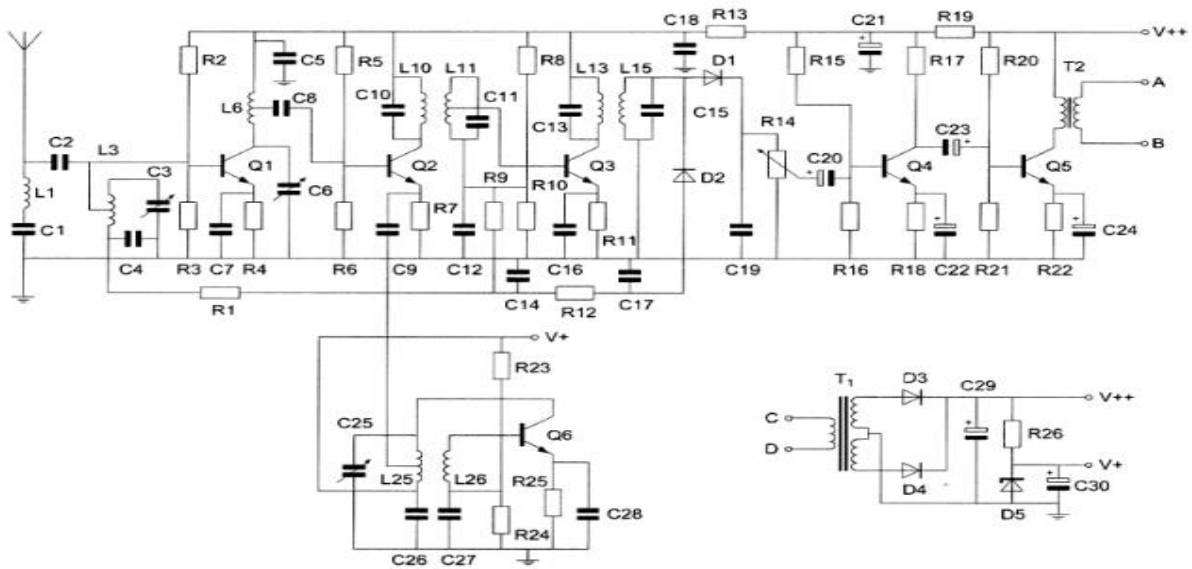 C18 R13 C21 R19
V++
R2 C5 R5 L10 L11 R8 L13 L15 D1 R15 R17 R20 T2
C8 C10 C11 A
L6 C13 C15 R14 C23
C2 B
L3 C3 Q1 Q2 Q3 C20 Q4 Q5
R9 D2
L1 C6 R10
R7
C1 R11 C24
C4 R3 C7 R4 R6 C9 C12 C16 C19 R16 R18 C22 R21 R22
R1 C14 R12 C17
V+
R23
T1 D3 C29
V++
C25 C
Q6 R26
D
L25 L26 V+
R25 D4 C30
C28 D5
R24
C26 C27